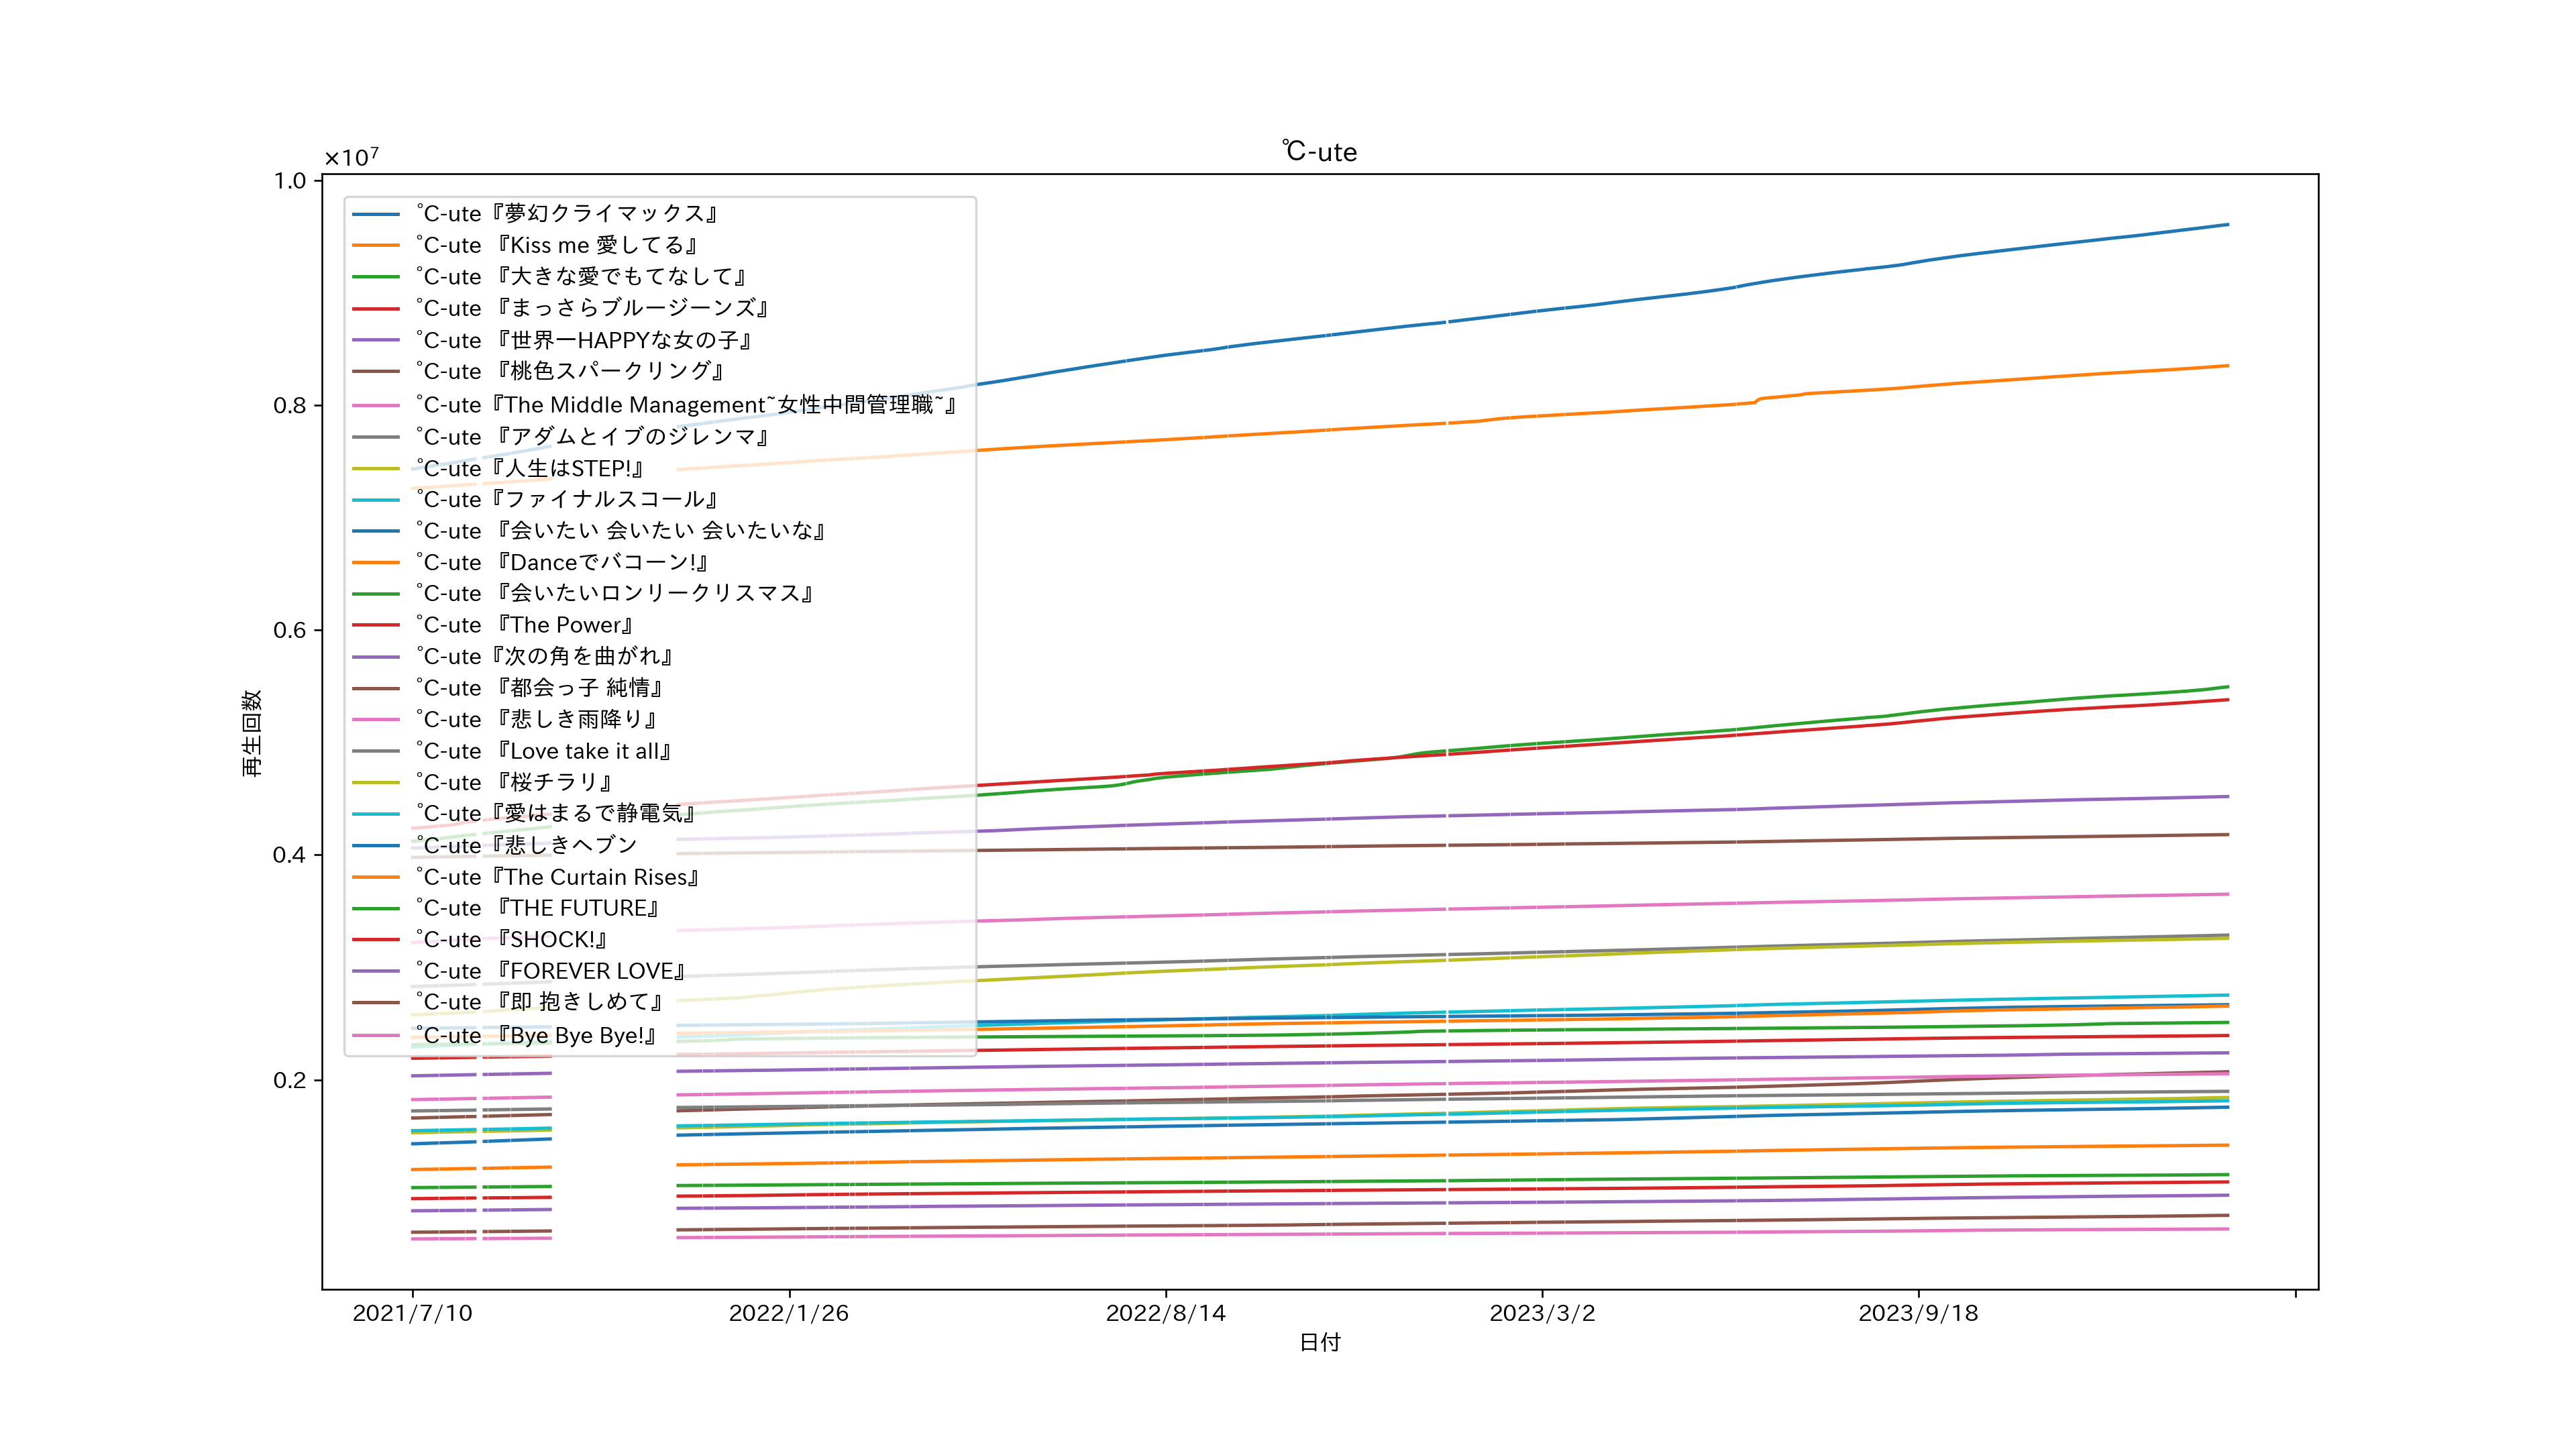 ℃-ute
×10⁷
1.0
0.8
0.6
0.4
0.2
再生回数
℃-ute『夢幻クライマックス』
℃-ute 『Kiss me 愛してる』
℃-ute 『大きな愛でもてなして』
℃-ute 『まっさらブルージーンズ』
℃-ute 『世界一HAPPYな女の子』
℃-ute 『桃色スパークリング』
℃-ute『The Middle Management~女性中間管理職~』
℃-ute 『アダムとイブのジレンマ』
℃-ute『人生はSTEP!』
℃-ute『ファイナルスコール』
℃-ute 『会いたい 会いたい 会いたいな』
℃-ute 『Danceでバコーン!』
℃-ute 『会いたいロンリークリスマス』
℃-ute 『The Power』
℃-ute『次の角を曲がれ』
℃-ute 『都会っ子 純情』
℃-ute 『悲しき雨降り』
℃-ute 『Love take it all』
℃-ute 『桜チラリ』
℃-ute『愛はまるで静電気』
℃-ute『悲しきヘブン
℃-ute『The Curtain Rises』
℃-ute 『THE FUTURE』
℃-ute 『SHOCK!』
℃-ute 『FOREVER LOVE』
℃-ute 『即 抱きしめて』
℃-ute 『Bye Bye Bye!』
2021/7/10
2022/1/26
2022/8/14
2023/3/2
2023/9/18
日付